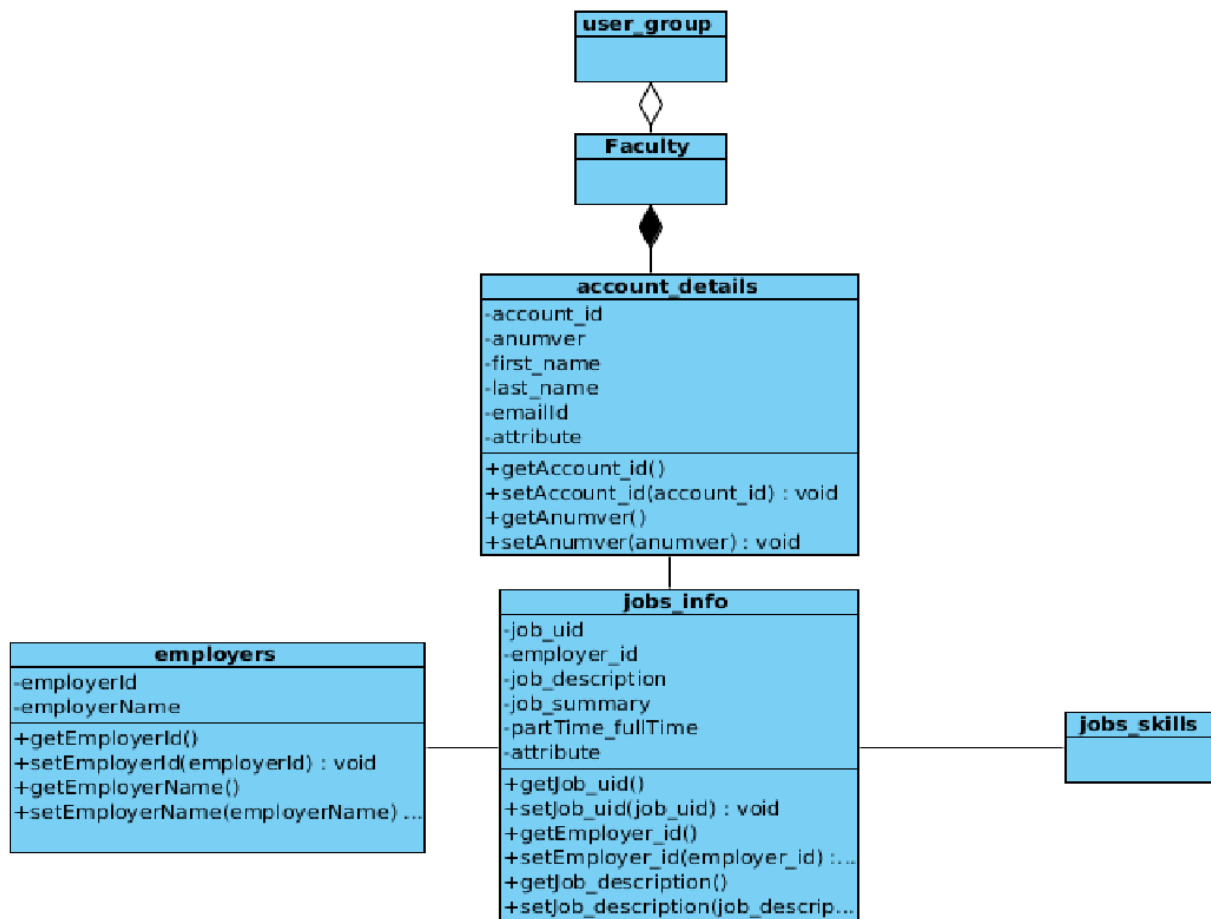 user_group
Faculty
account_details
-account_id
-anumver
-first_name
-last_name
-emailId
-attribute
+getAccount_id()
+setAccount_id(account_id) : void
+getAnumver()
+setAnumver(anumver) : void
employers
-employerId
-employerName
+getEmployerId()
+setEmployerId(employerId) : void
+getEmployerName()
+setEmployerName(employerName) ...
jobs_info
-job_uid
-employer_id
-job_description
-job_summary
-partTime_fullTime
-attribute
+getJob_uid()
+setJob_uid(job_uid) : void
+getEmployer_id()
+setEmployer_id(employer_id) :...
+getJob_description()
+setJob_description(job_descrip...
jobs_skills